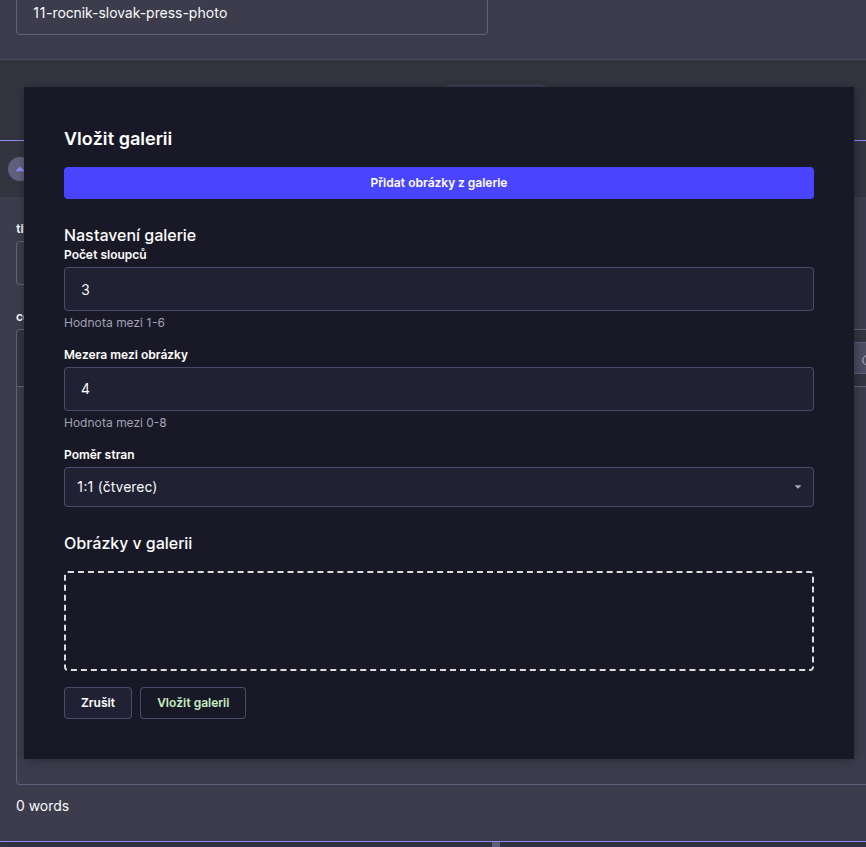 11-rocnik-slovak-press-photo
Vložit galerii
Přidat obrázky z galerie
Nastavení galerie
Počet sloupců
3
Hodnota mezi 1-6
Mezera mezi obrázky
4
Hodnota mezi 0-8
Poměr stran
1:1 (čtverec)
Obrázky v galerii
Zrušit
Vložit galerii
0 words